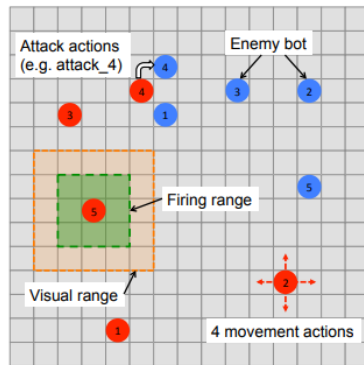 Attack actions
(e.g. attack_4)
Enemy bot
4
4
3
2
3
1
5
Firing range
5
Visual range
2
4 movement actions
1